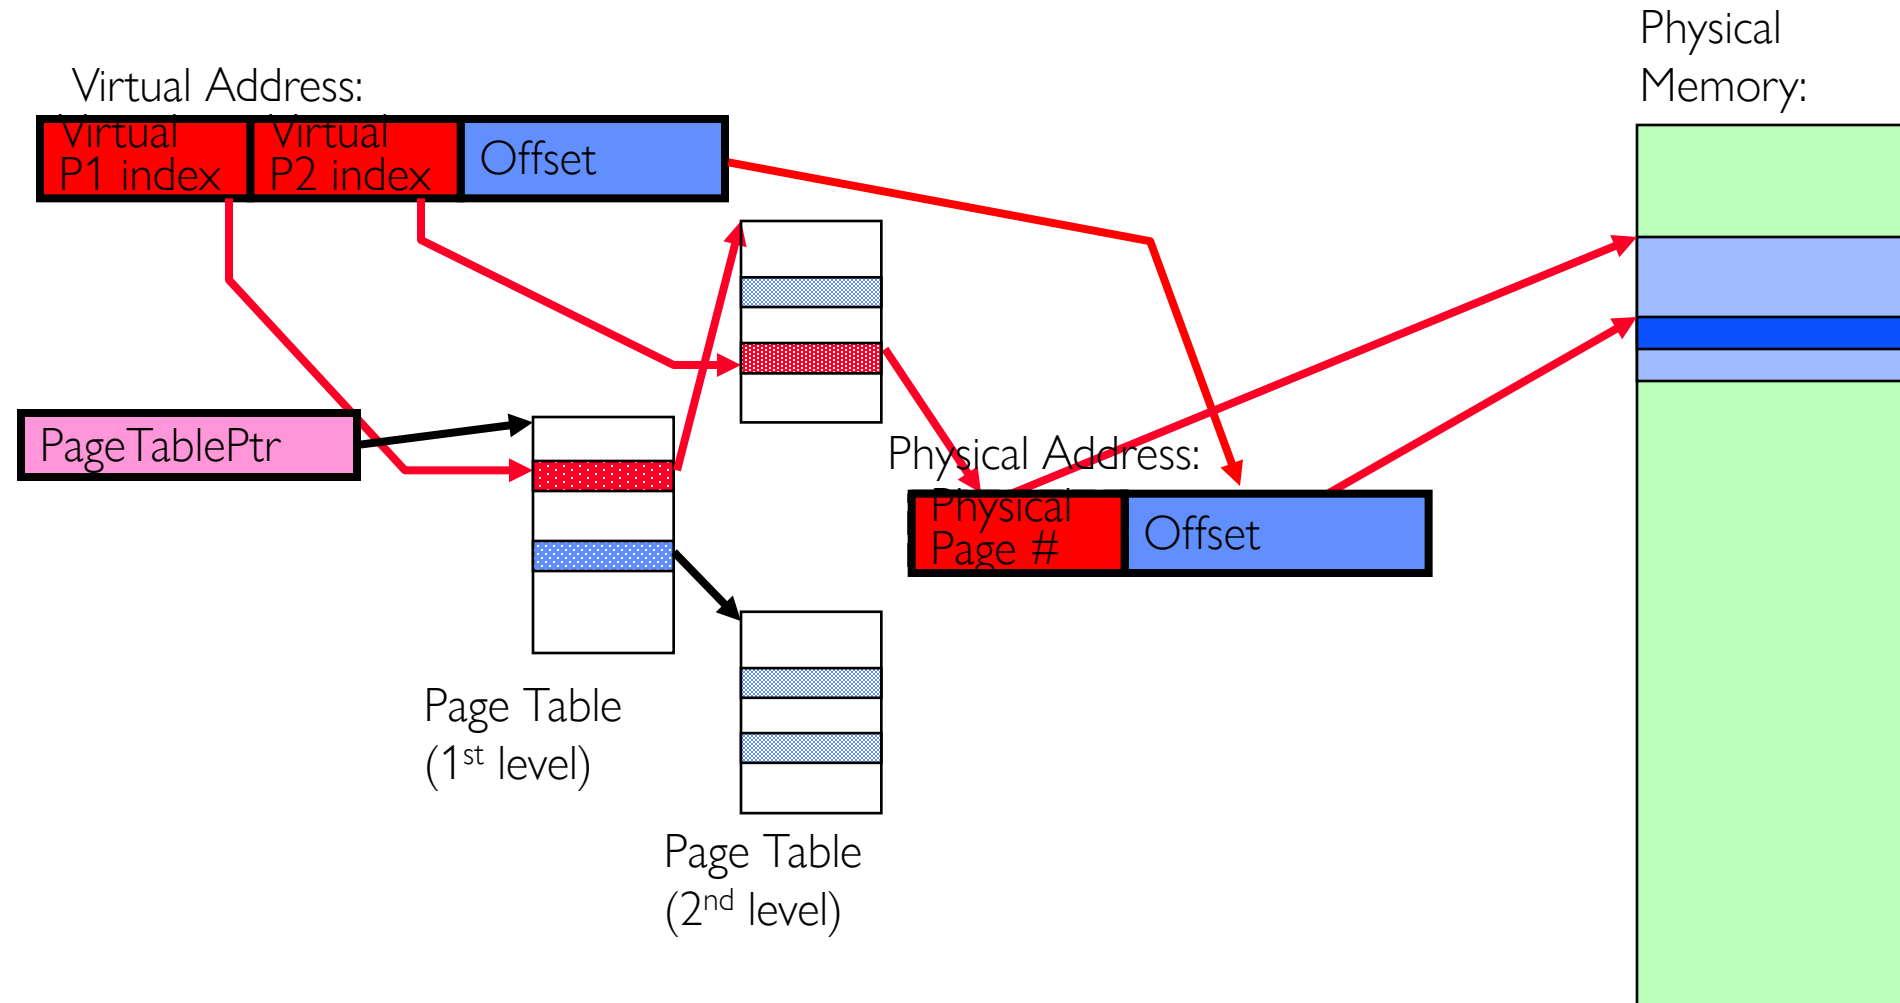 Physical
Memory:
Virtual Address:
Virtual
P1 index
Virtual
P2 index
Offset
PageTablePtr
Physical Address:
Physical
Page #
Offset
Page Table
(1st level)
Page Table
(2nd level)